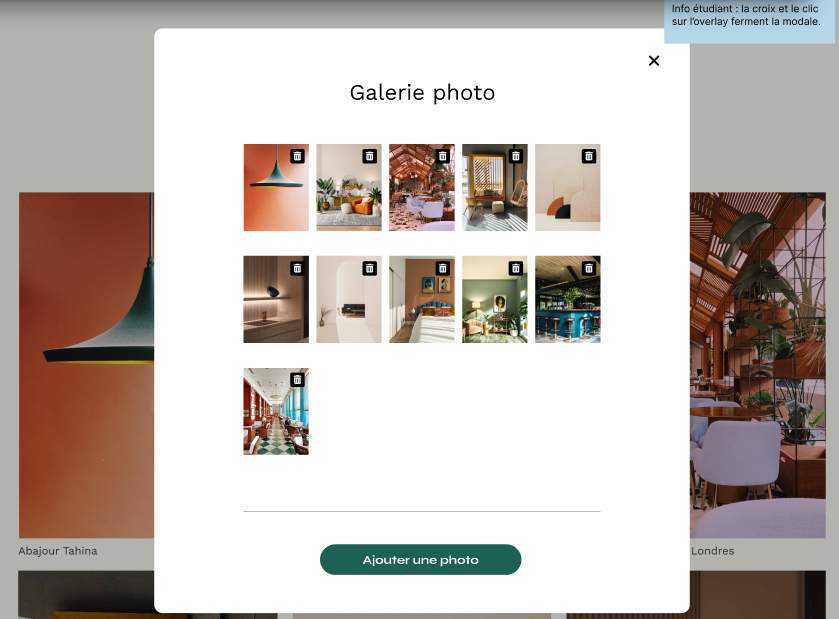 Info étudiant : la croix et le clic
sur l'overlay ferment la modale.
Galerie photo
Abajour Tahina
Londres
Ajouter une photo